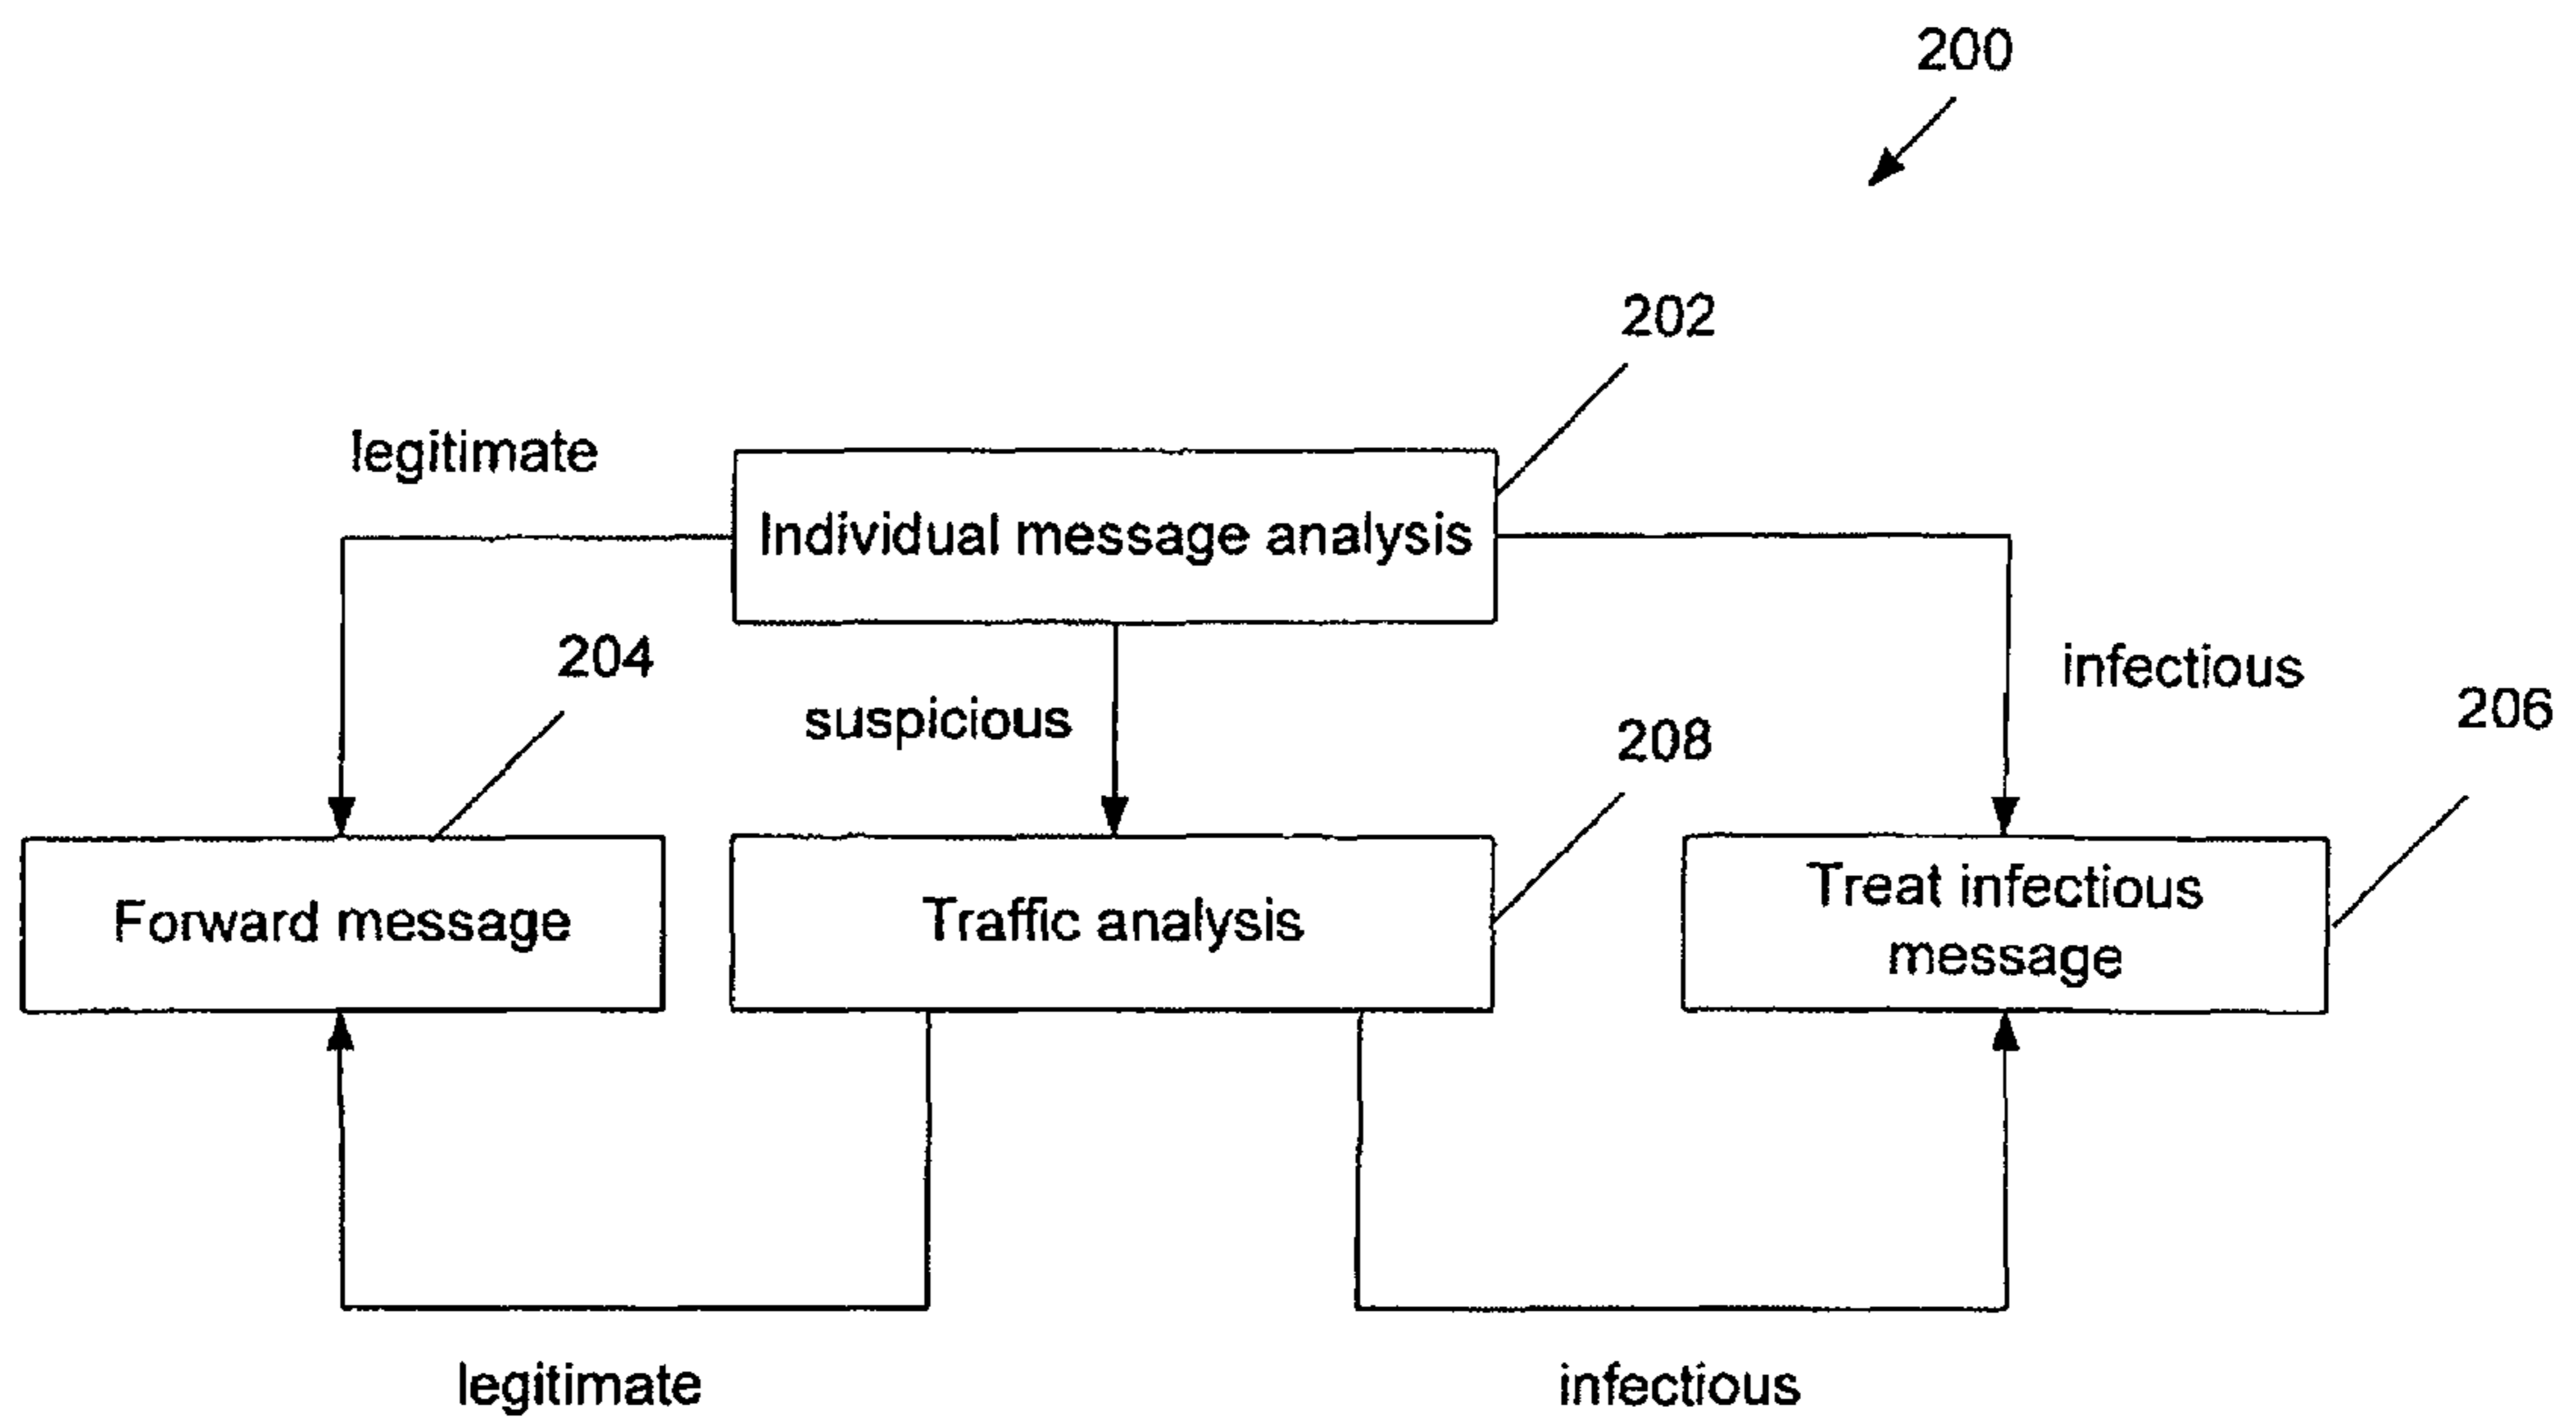 200
202
legitimate
Individual message analysis
204
suspicious
infectious
208
206
Forward message
Traffic analysis
Treat infectious
message
legitimate
infectious